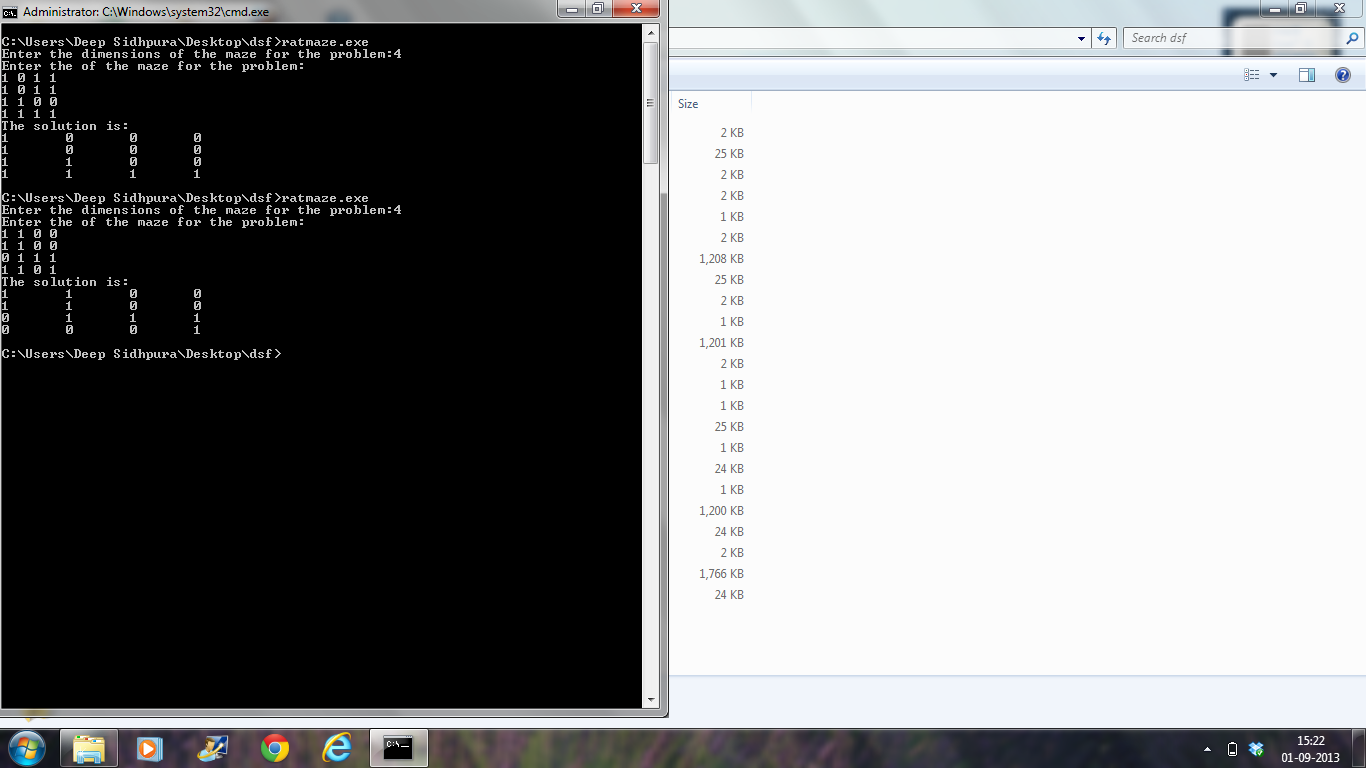 Administrator: C:\Windows\system32\cmd.exe
C:\Users\Deep Sidhpura\Desktop\dsf>ratmaze.exe
Enter the dimensions of the maze for the problem:4
Enter the of the maze for the problem:
1 0 1 1
1 0 1 1
1 1 0 0
1 1 1 1
The solution is:
1 0 0 0
1 0 0 0
1 1 0 0
1 1 1 1
C:\Users\Deep Sidhpura\Desktop\dsf>ratmaze.exe
Enter the dimensions of the maze for the problem:4
Enter the of the maze for the problem:
1 1 0 0
1 1 0 0
0 1 1 1
1 1 0 1
The solution is:
1 1 0 0
1 1 0 0
0 1 1 1
0 0 0 1
C:\Users\Deep Sidhpura\Desktop\dsf>
Search dsf
Size
2 KB
25 KB
2 KB
2 KB
1 KB
2 KB
1,208 KB
25 KB
2 KB
1 KB
1,201 KB
2 KB
1 KB
1 KB
25 KB
1 KB
24 KB
1 KB
1,200 KB
24 KB
2 KB
1,766 KB
24 KB
C:\_
15:22
01-09-2013